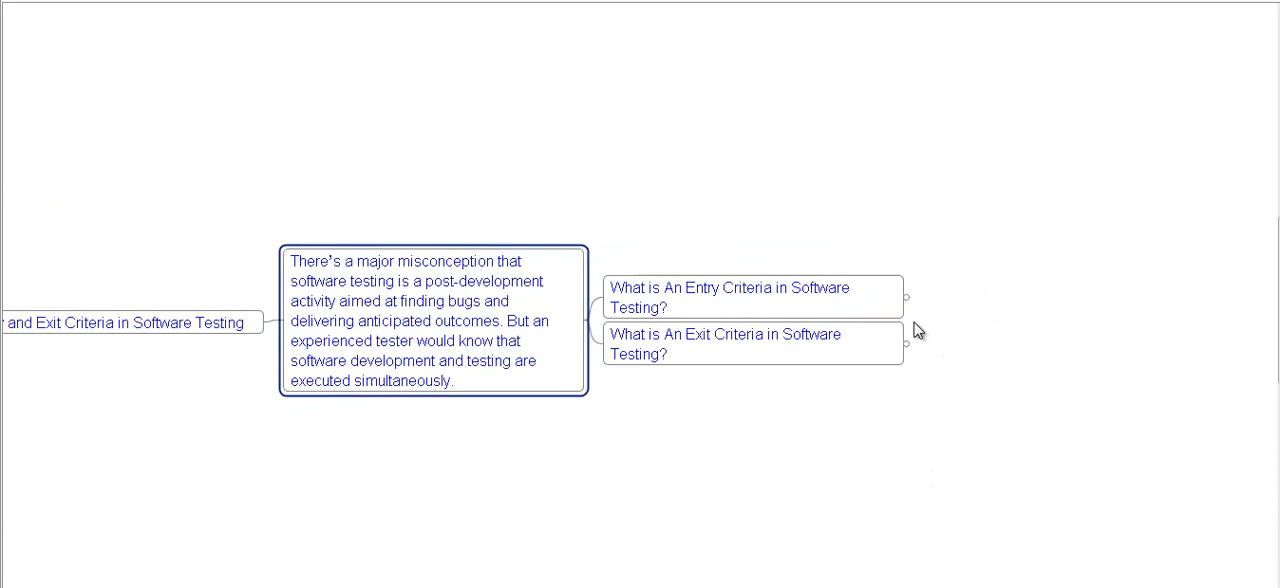 and Exit Criteria in Software Testing
There's a major misconception that
software testing is a post-development
activity aimed at finding bugs and
delivering anticipated outcomes. But an
experienced tester would know that
software development and testing are
executed simultaneously.
What is An Entry Criteria in Software
Testing?
What is An Exit Criteria in Software
Testing?